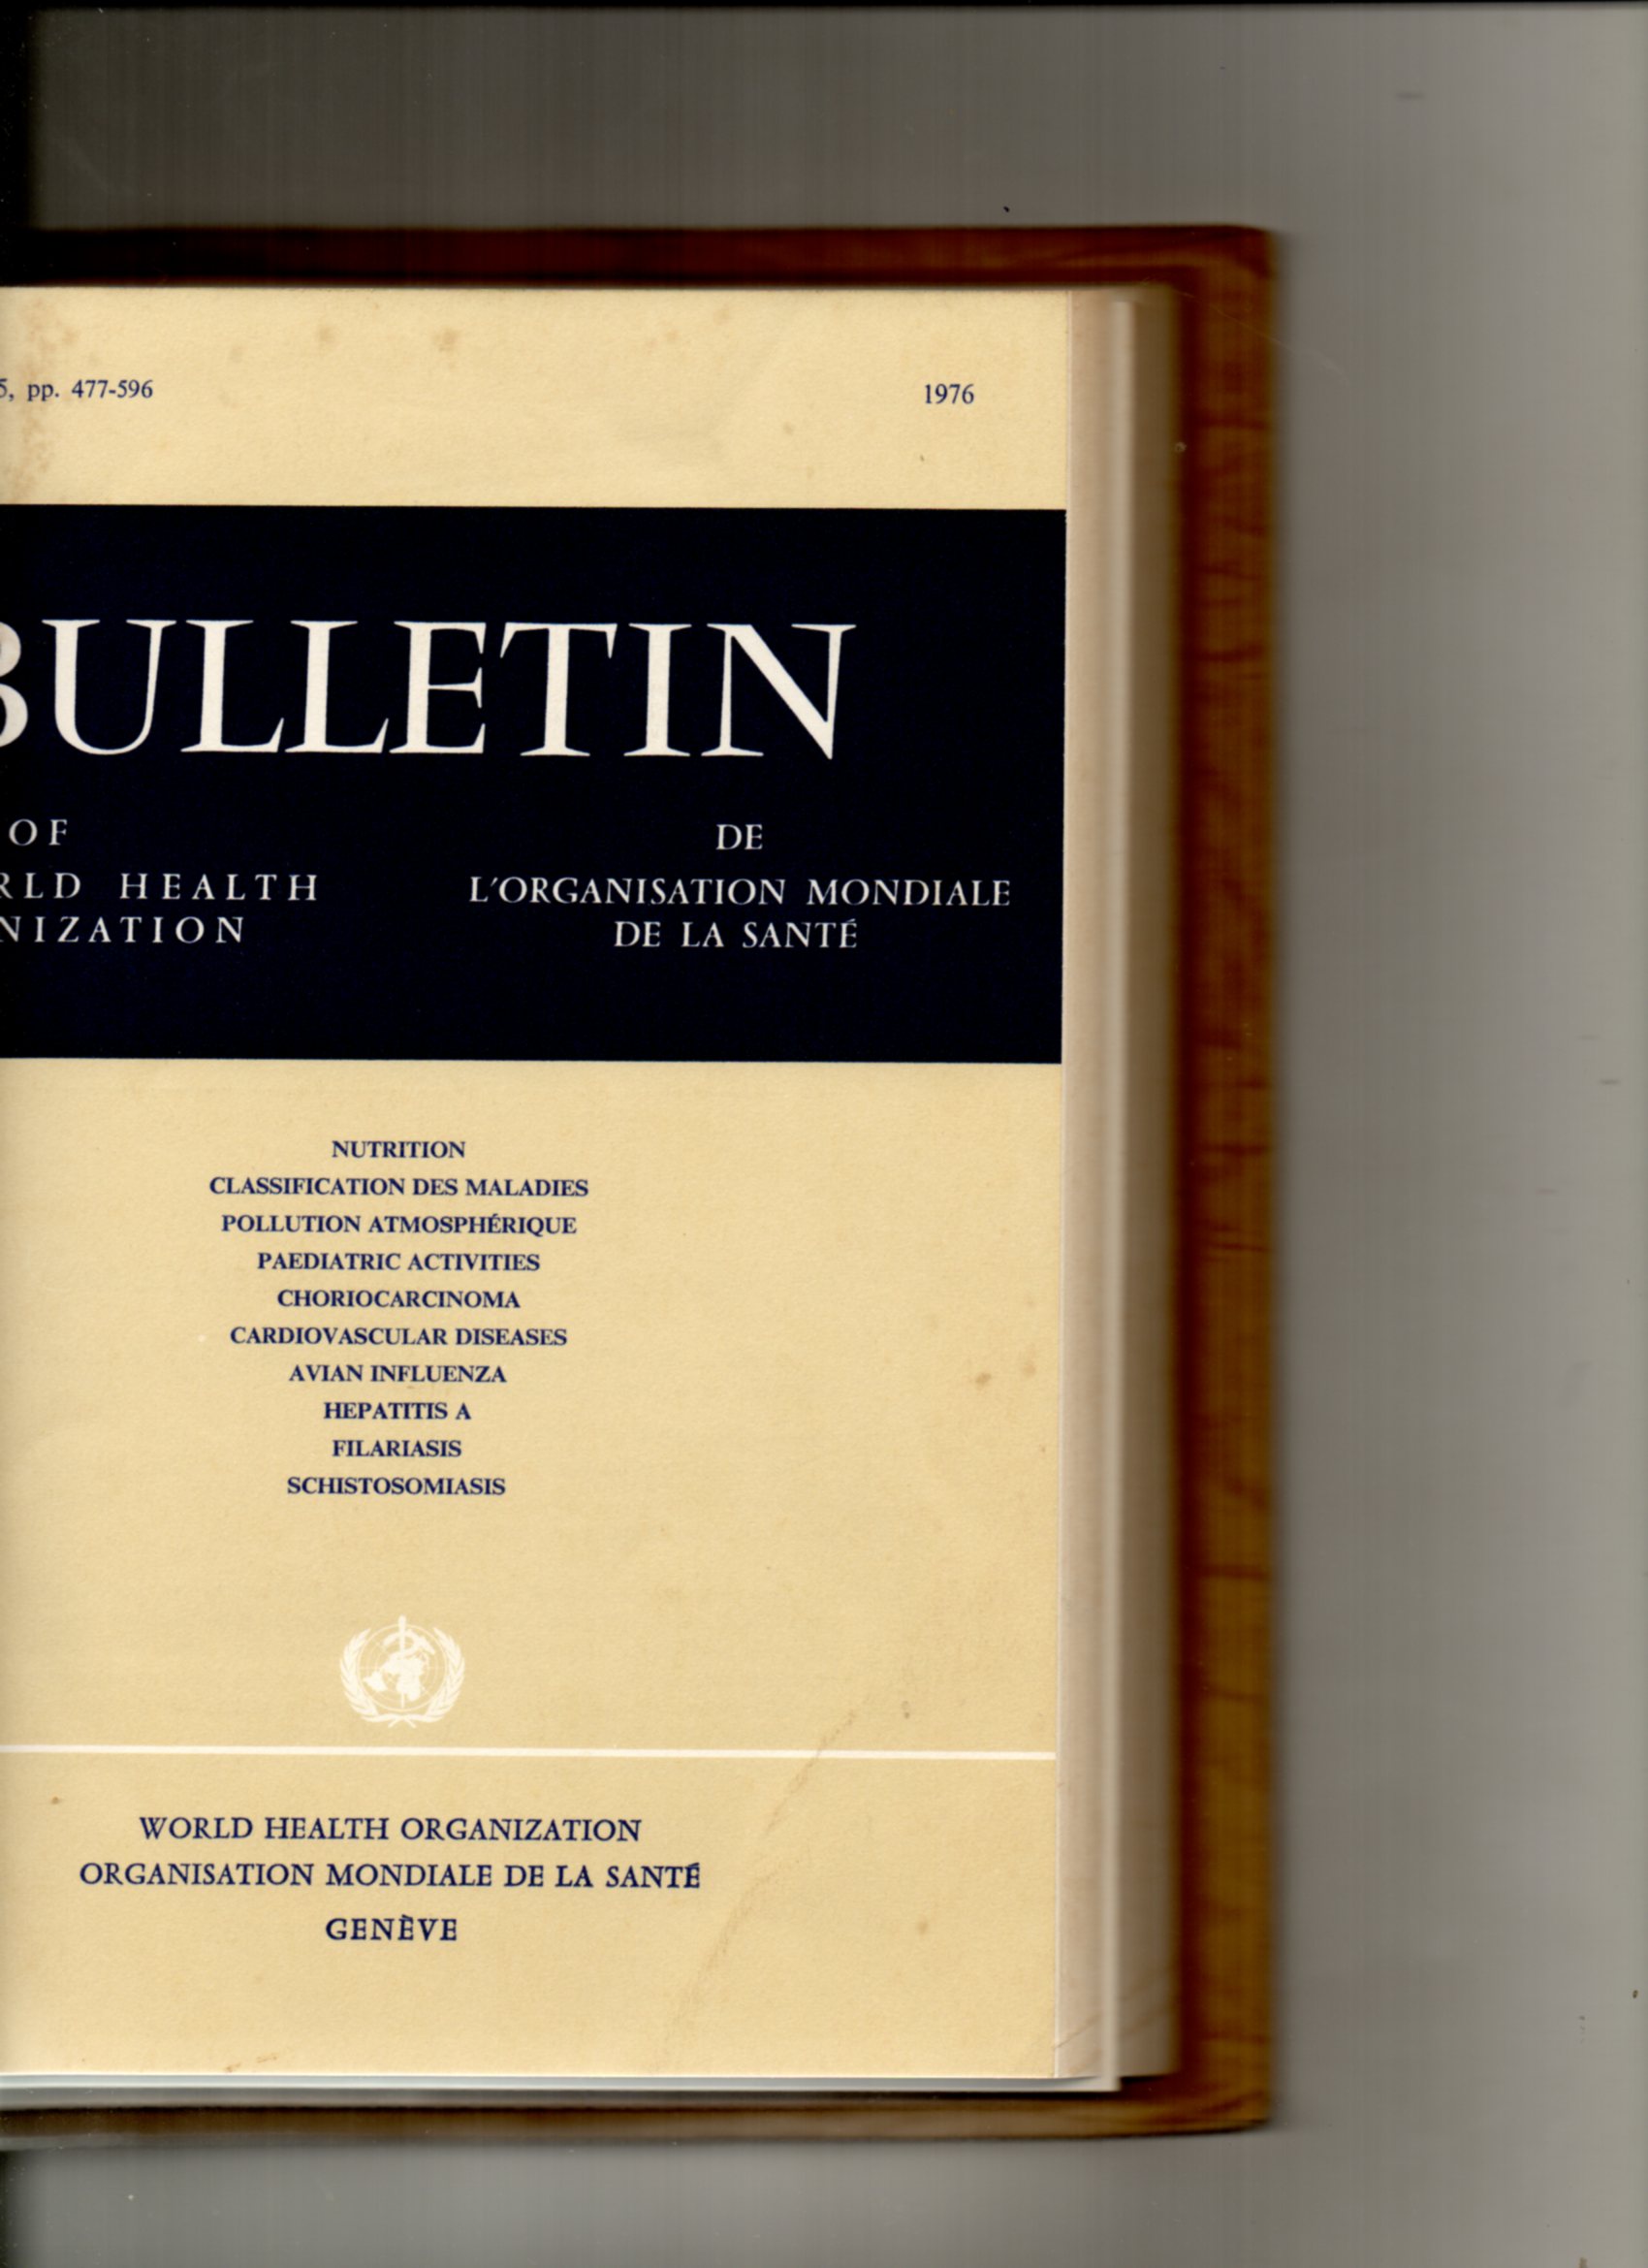 5, pp. 477-596 1976
BULLETIN
OF
RLD HEALTH
NIZATION
DE
L'ORGANISATION MONDIALE
DE LA SANTÉ
NUTRITION
CLASSIFICATION DES MALADIES
POLLUTION ATMOSPHÉRIQUE
PAEDIATRIC ACTIVITIES
CHORIOCARCINOMA
CARDIOVASCULAR DISEASES
AVIAN INFLUENZA
HEPATITIS A
FILARIASIS
SCHISTOSOMIASIS
WORLD HEALTH ORGANIZATION
ORGANISATION MONDIALE DE LA SANTÉ
GENÈVE